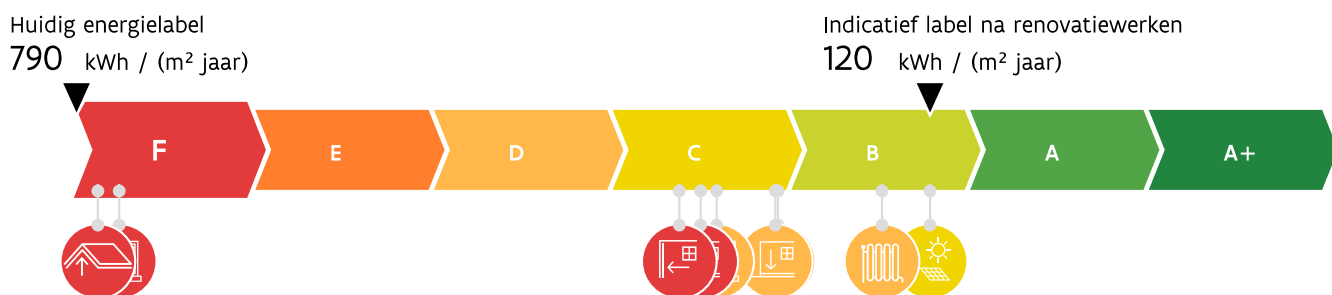 Huidig energielabel
790 kWh / (m² jaar)
Indicatief label na renovatiewerken
120 kWh / (m² jaar)
F E D C B A A+